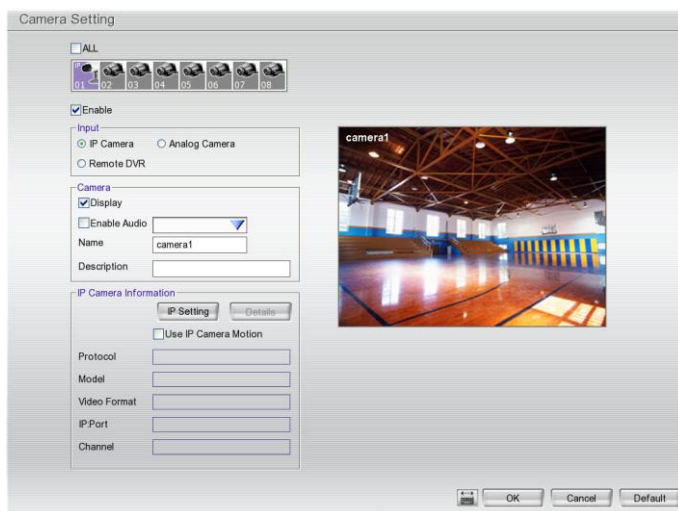 Camera Setting
ALL
IP
01 02 03 04 05 06 07 08
Enable
Input
IP Camera Analog Camera
Remote DVR
Camera
Display
Enable Audio
Name camera1
Description
IP Camera Information
IP Setting Details
Use IP Camera Motion
Protocol
Model
Video Format
IP:Port
Channel
camera1
OK Cancel Default